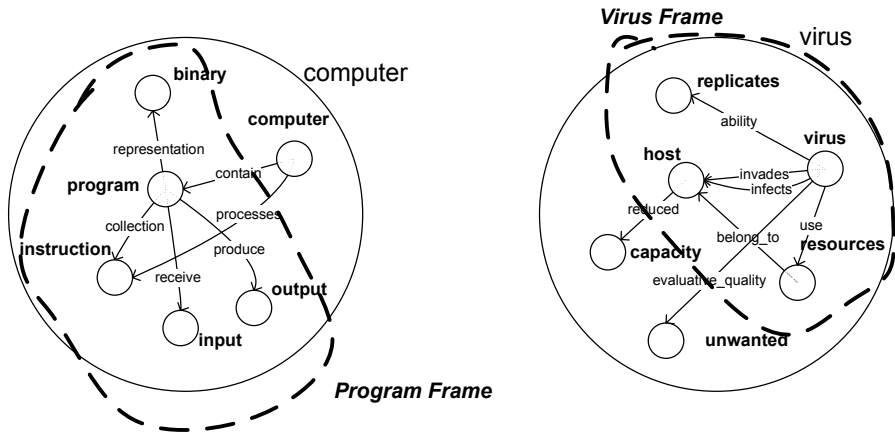 Virus Frame
computer
virus
binary
replicates
computer
ability
virus
representation
host
contain
invades
program
infects
collection
processes
reduced
use
instruction
produce
belong_to
resources
capacity
receive
output
evaluative_quality
input
unwanted
Program Frame